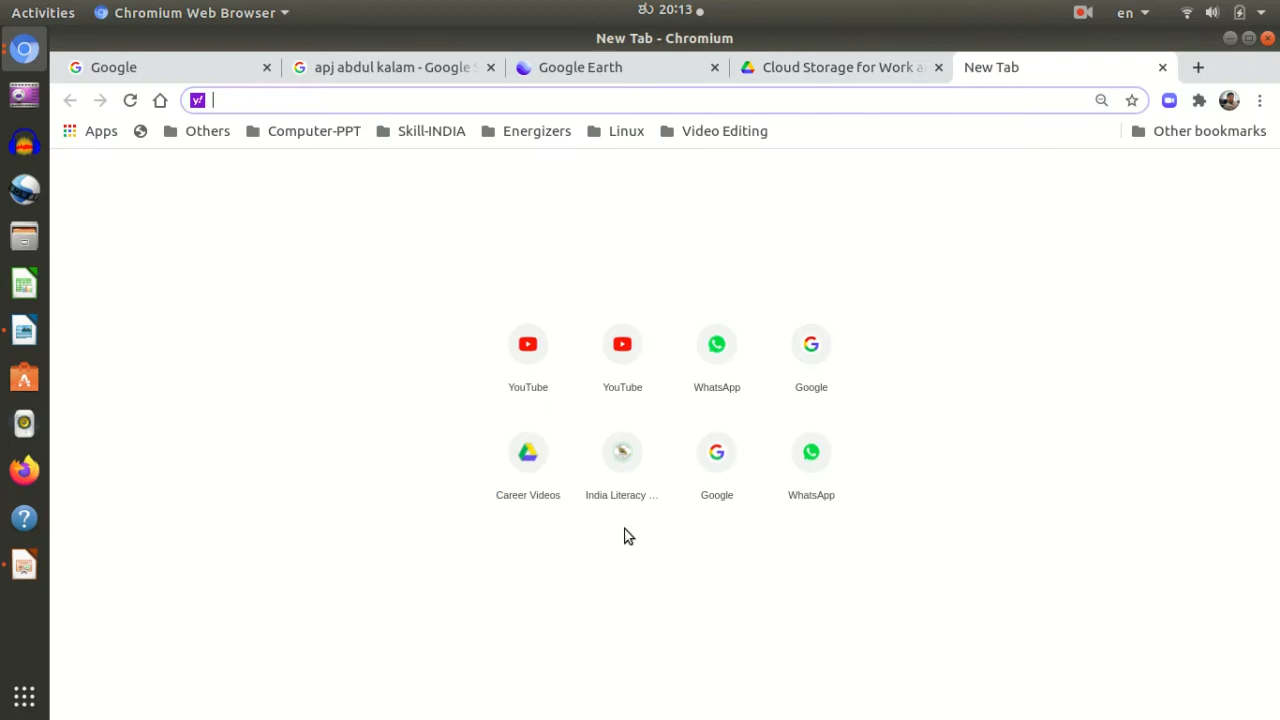 Activities Chromium Web Browser ಶು 20:13 en
New Tab - Chromium
Google apj abdul kalam - Google S Google Earth Cloud Storage for Work a New Tab
y!
Apps Others Computer-PPT Skill-INDIA Energizers Linux Video Editing Other bookmarks
YouTube YouTube WhatsApp Google
Career Videos India Literacy ... Google WhatsApp